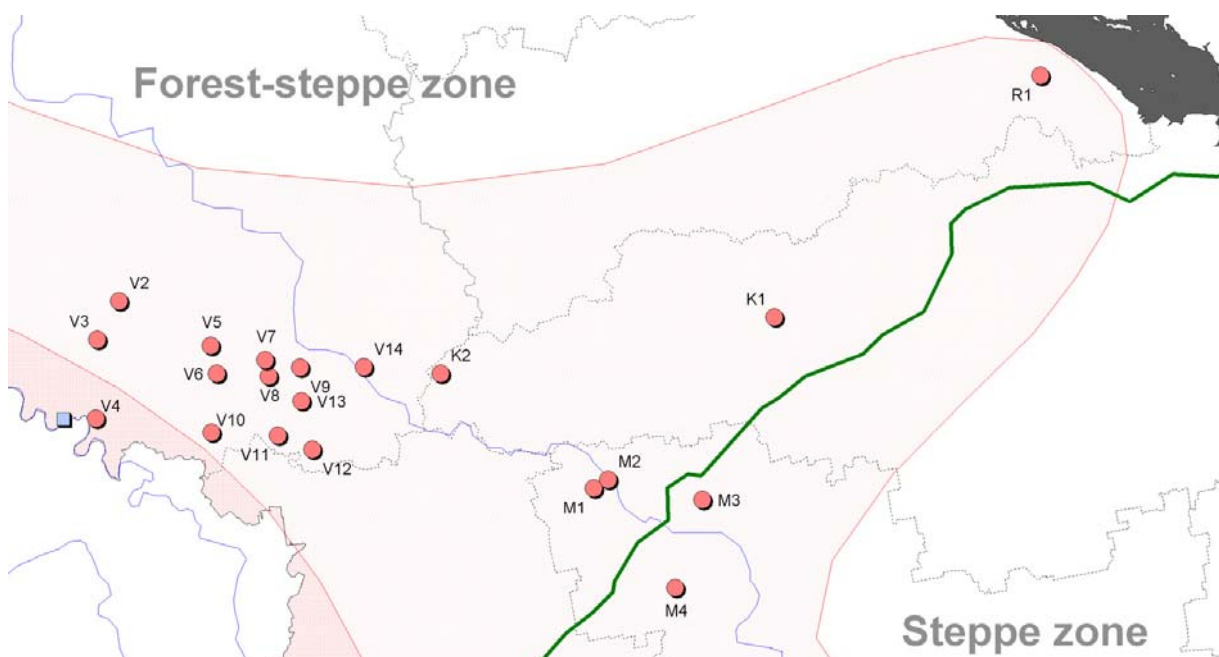 Forest-steppe zone
R1
V2
V3
V5
V7
K1
V14
K2
V6
V8
V9
V13
V4
V10
V11
V12
M2
M1
M3
M4
Steppe zone